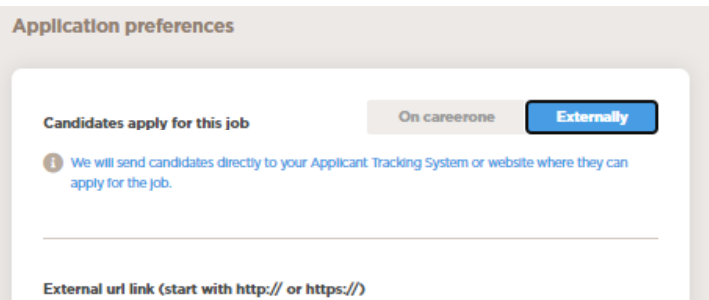 Application preferences
Candidates apply for this job
On careerone
Externally
We will send candidates directly to your Applicant Tracking System or website where they can
apply for the job.
External url link (start with http:// or https://)